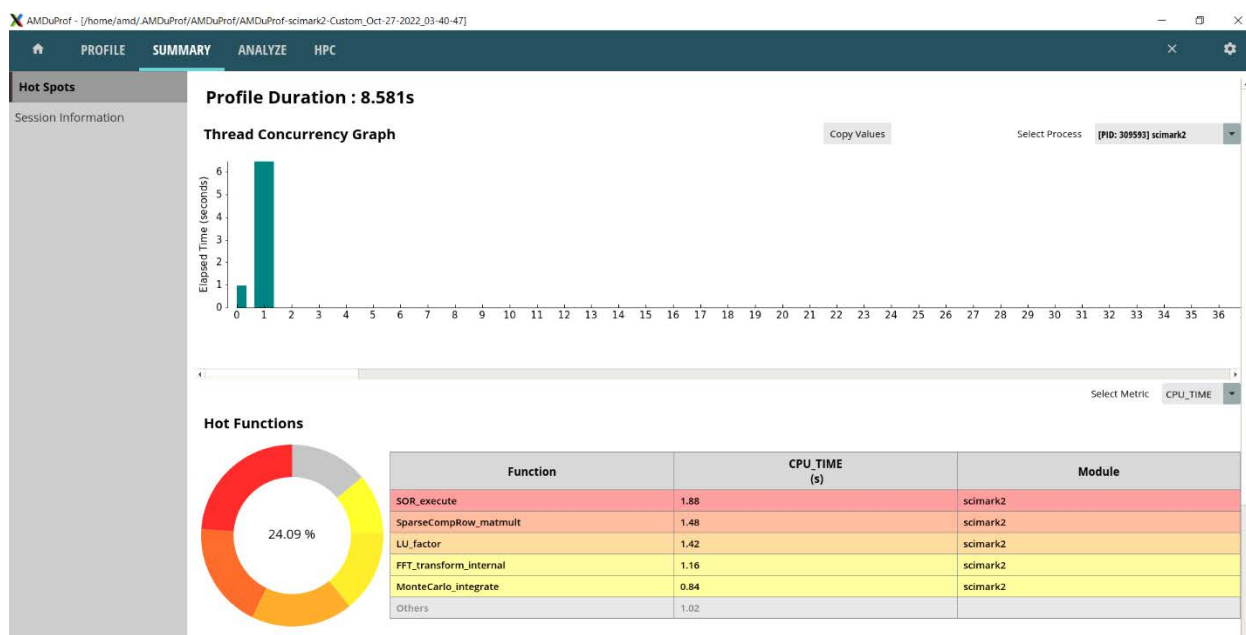 AMDuProf - [/home/amd/.AMDuProf/AMDuProf/AMDuProf-scimark2-Custom_Oct-27-2022_03-40-47]
PROFILE SUMMARY ANALYZE HPC
Hot Spots
Session Information
Profile Duration : 8.581s
Thread Concurrency Graph
Copy Values
Select Process [PID: 309593] scimark2
Elapsed Time (seconds)
6
5
4
3
2
1
0
0 1 2 3 4 5 6 7 8 9 10 11 12 13 14 15 16 17 18 19 20 21 22 23 24 25 26 27 28 29 30 31 32 33 34 35 36
Select Metric CPU_TIME
Hot Functions
24.09 %
Function CPU_TIME (s) Module
SOR_execute 1.88 scimark2
SparseCompRow_matmult 1.48 scimark2
LU_factor 1.42 scimark2
FFT_transform_internal 1.16 scimark2
MonteCarlo_integrate 0.84 scimark2
Others 1.02